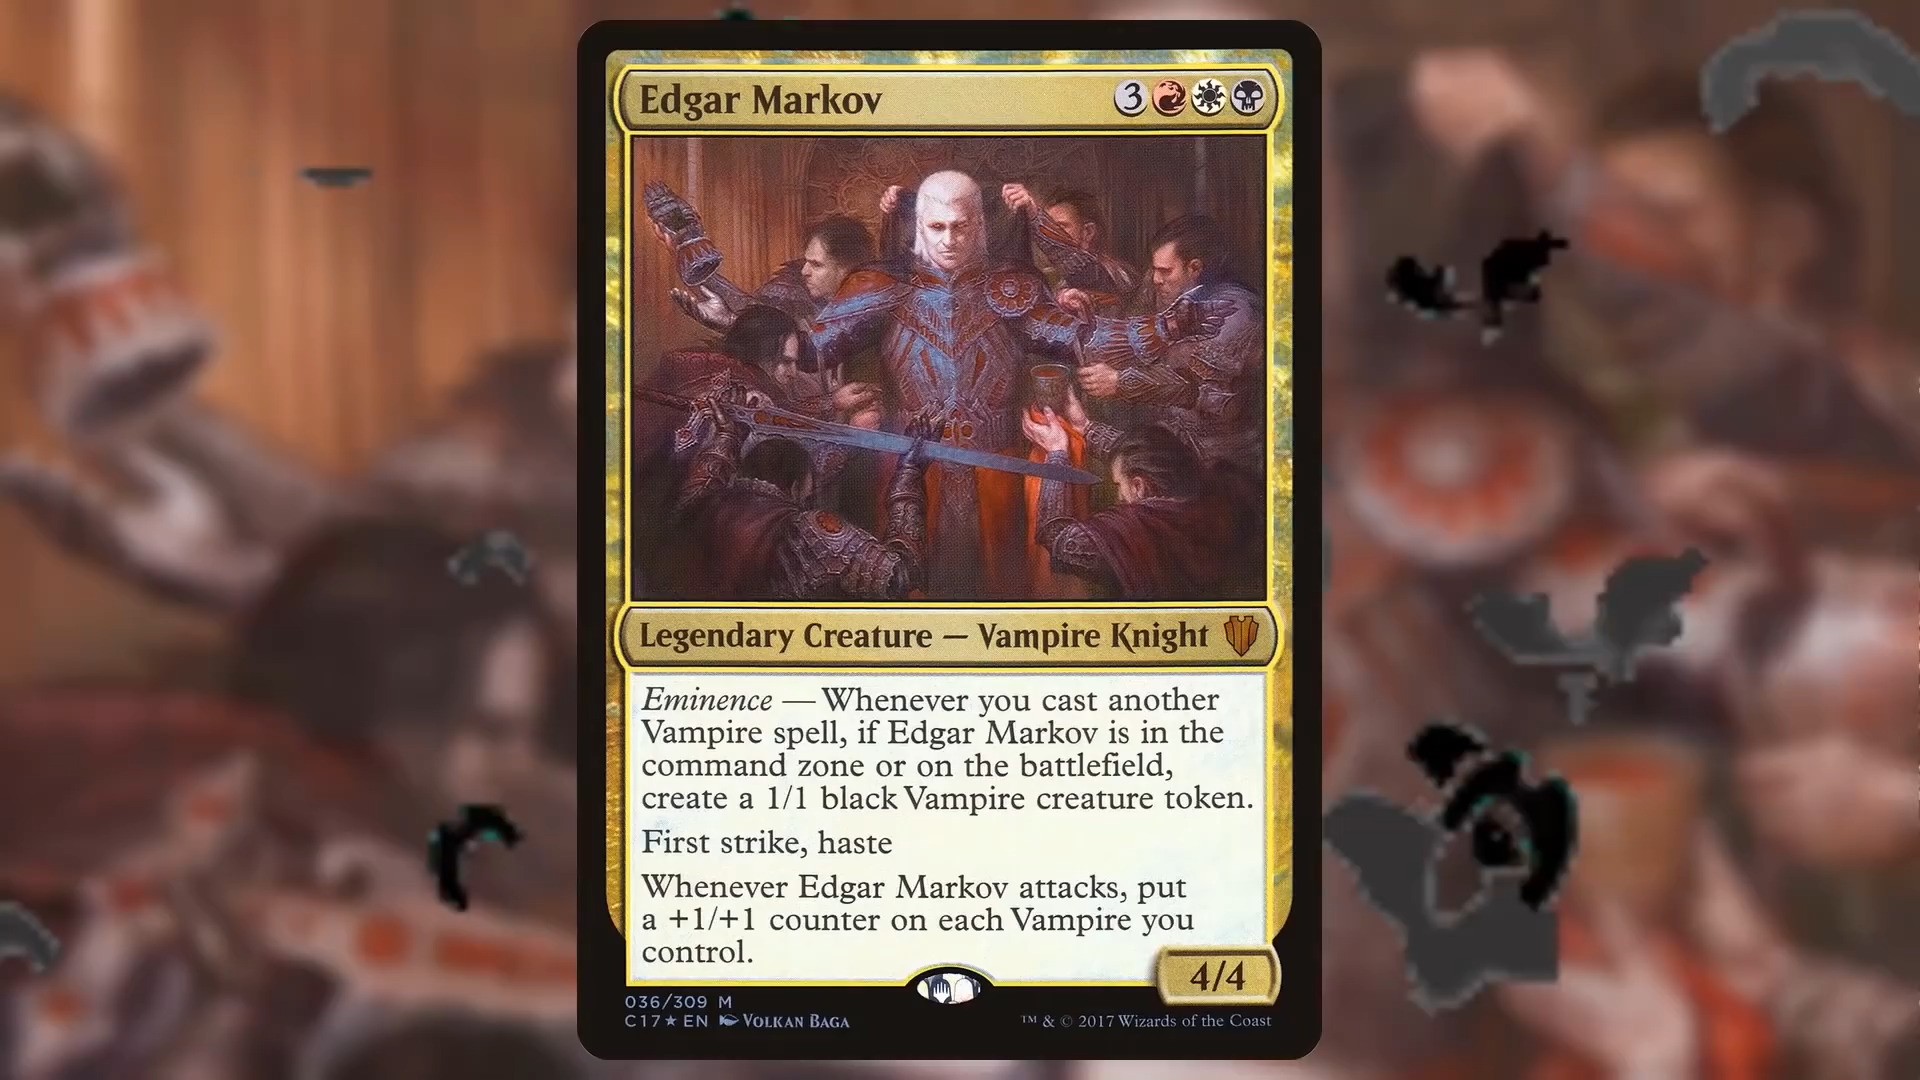 Edgar Markov 3
Legendary Creature — Vampire Knight
Eminence — Whenever you cast another
Vampire spell, if Edgar Markov is in the
command zone or on the battlefield,
create a 1/1 black Vampire creature token.
First strike, haste
Whenever Edgar Markov attacks, put
a +1/+1 counter on each Vampire you
control.
4/4
036/309 M
C17★EN VOLKAN BAGA
™ & © 2017 Wizards of the Coast